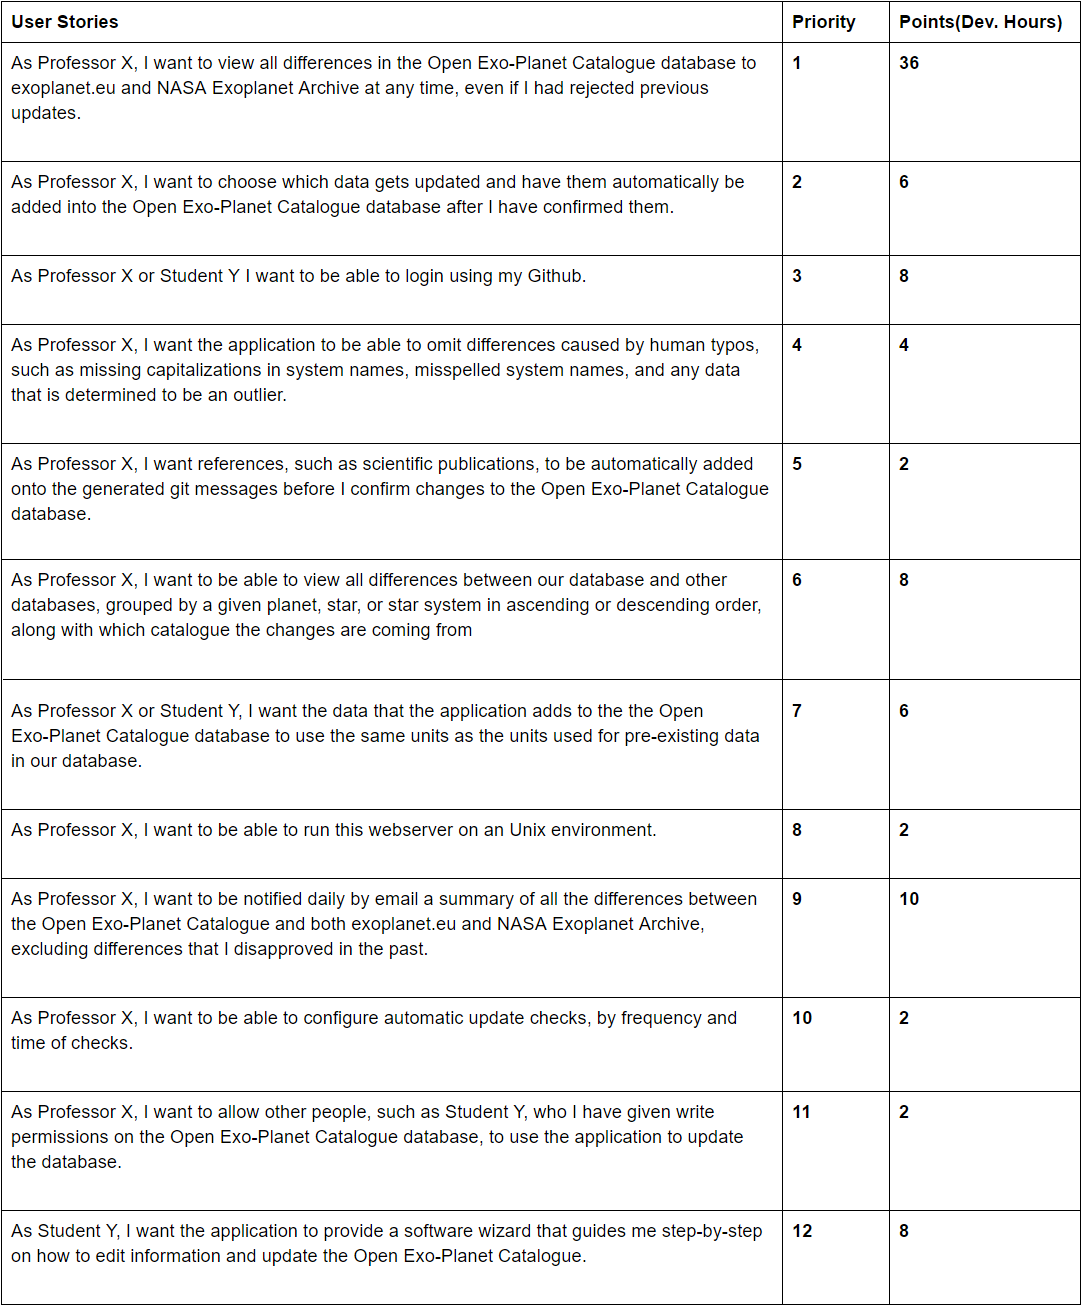 User Stories Priority Points(Dev. Hours)
As Professor X, I want to view all differences in the Open Exo-Planet Catalogue database to 1 36
exoplanet.eu and NASA Exoplanet Archive at any time, even if I had rejected previous
updates.
As Professor X, I want to choose which data gets updated and have them automatically be 2 6
added into the Open Exo-Planet Catalogue database after I have confirmed them.
As Professor X or Student Y I want to be able to login using my Github. 3 8
As Professor X, I want the application to be able to omit differences caused by human typos, 4 4
such as missing capitalizations in system names, misspelled system names, and any data
that is determined to be an outlier.
As Professor X, I want references, such as scientific publications, to be automatically added 5 2
onto the generated git messages before I confirm changes to the Open Exo-Planet Catalogue
database.
As Professor X, I want to be able to view all differences between our database and other 6 8
databases, grouped by a given planet, star, or star system in ascending or descending order,
along with which catalogue the changes are coming from
As Professor X or Student Y, I want the data that the application adds to the the Open 7 6
Exo-Planet Catalogue database to use the same units as the units used for pre-existing data
in our database.
As Professor X, I want to be able to run this webserver on an Unix environment. 8 2
As Professor X, I want to be notified daily by email a summary of all the differences between 9 10
the Open Exo-Planet Catalogue and both exoplanet.eu and NASA Exoplanet Archive,
excluding differences that I disapproved in the past.
As Professor X, I want to be able to configure automatic update checks, by frequency and 10 2
time of checks.
As Professor X, I want to allow other people, such as Student Y, who I have given write 11 2
permissions on the Open Exo-Planet Catalogue database, to use the application to update
the database.
As Student Y, I want the application to provide a software wizard that guides me step-by-step 12 8
on how to edit information and update the Open Exo-Planet Catalogue.